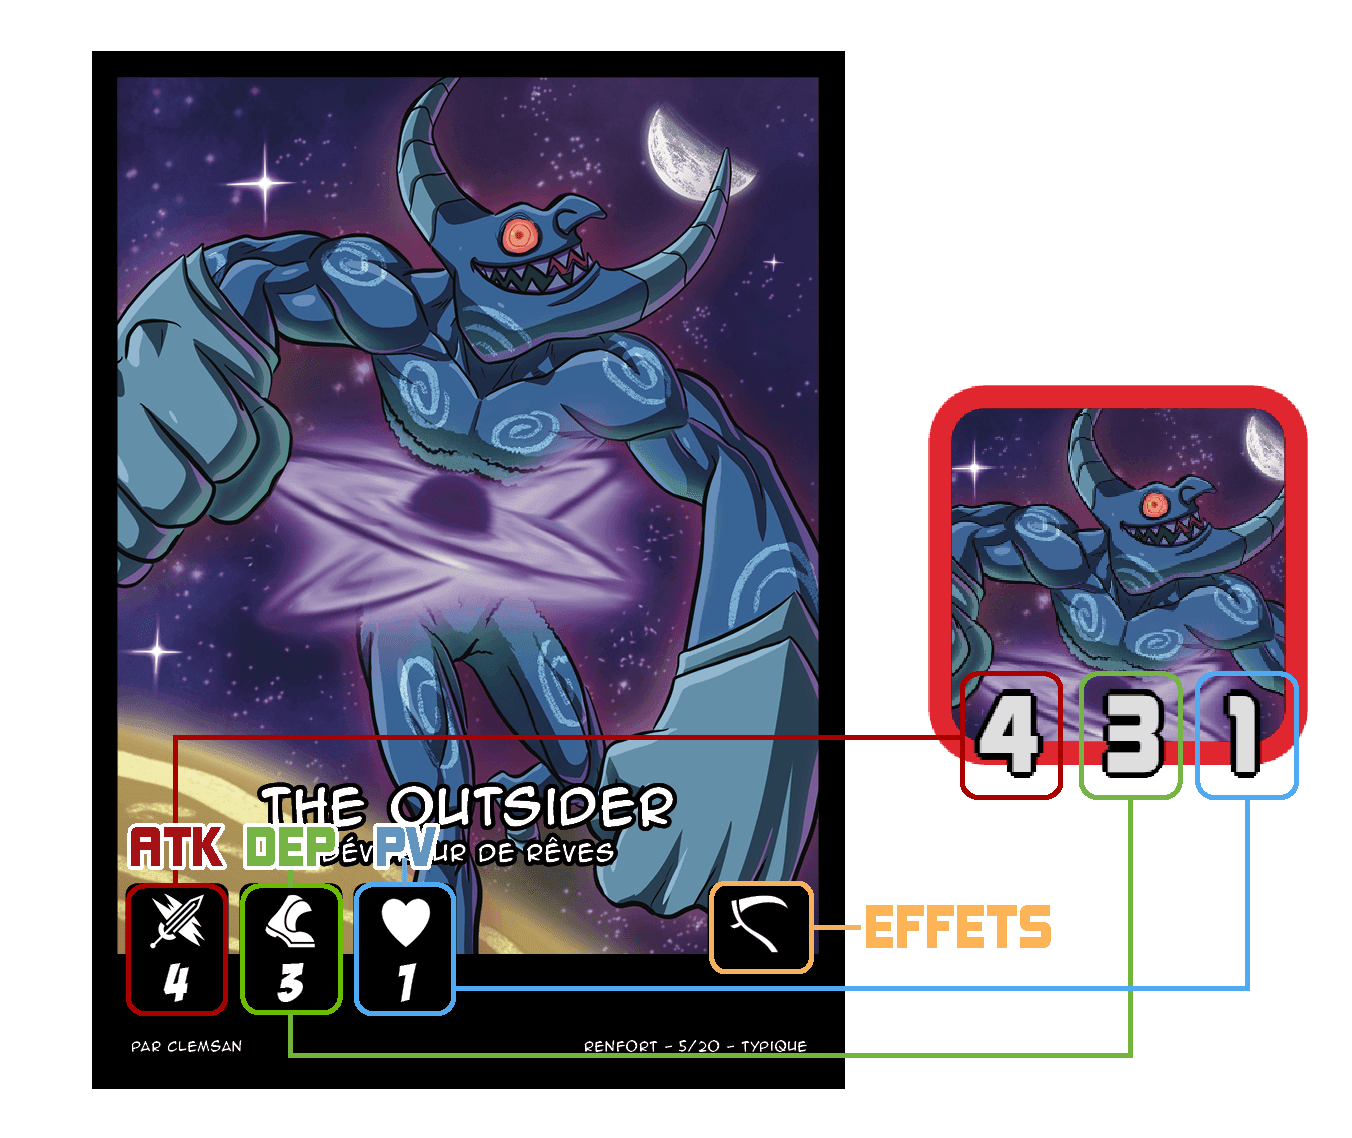 THE OUTSIDER
DÉVOREUR DE RÊVES
ATK DEP PV
4 3 1
EFFETS
4 3 1
PAR CLEMSAN
RENFORT - 5/20 - TYPIQUE